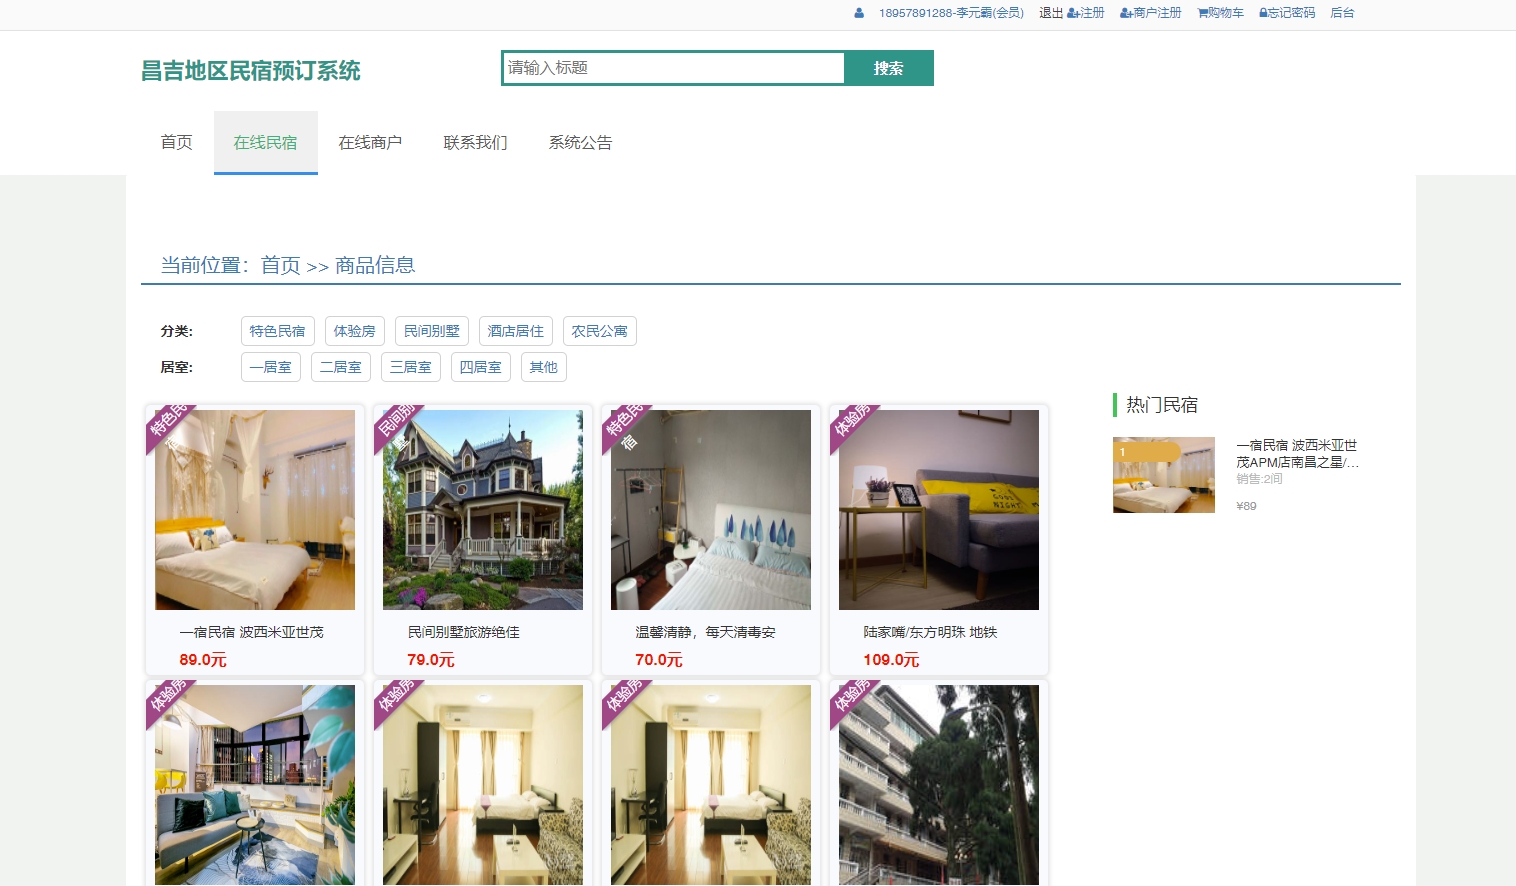 18957891288-李元霸(会员) 退出 注册 商户注册 购物车 忘记密码 后台
昌吉地区民宿预订系统
请输入标题 搜索
首页 在线民宿 在线商户 联系我们 系统公告
当前位置：首页 >> 商品信息
分类: 特色民宿 体验房 民间别墅 酒店居住 农民公寓
居室: 一居室 二居室 三居室 四居室 其他
特色民
宿
民间别
墅
特色民
宿
体验房
GOOD
NIGHT
一宿民宿 波西米亚世茂
89.0元
民间别墅旅游绝佳
79.0元
温馨清静，每天清毒安
70.0元
陆家嘴/东方明珠 地铁
109.0元
体验房
体验房
体验房
体验房
热门民宿
1
一宿民宿 波西米亚世
茂APM店南昌之星/...
销售:2间
¥89